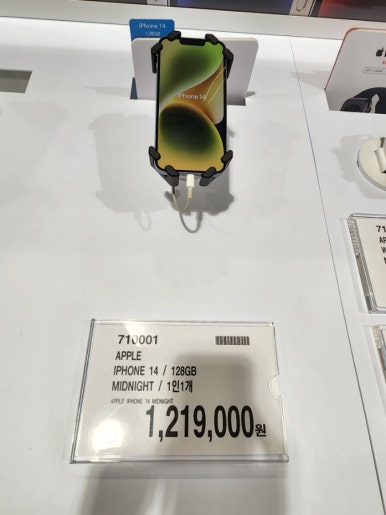 iPhone 14
128GB
iPhone 14
710001
APPLE
IPHONE 14 / 128GB
MIDNIGHT / 1인1개
APPLE IPHONE 14 MIDNIGHT
1,219,000원